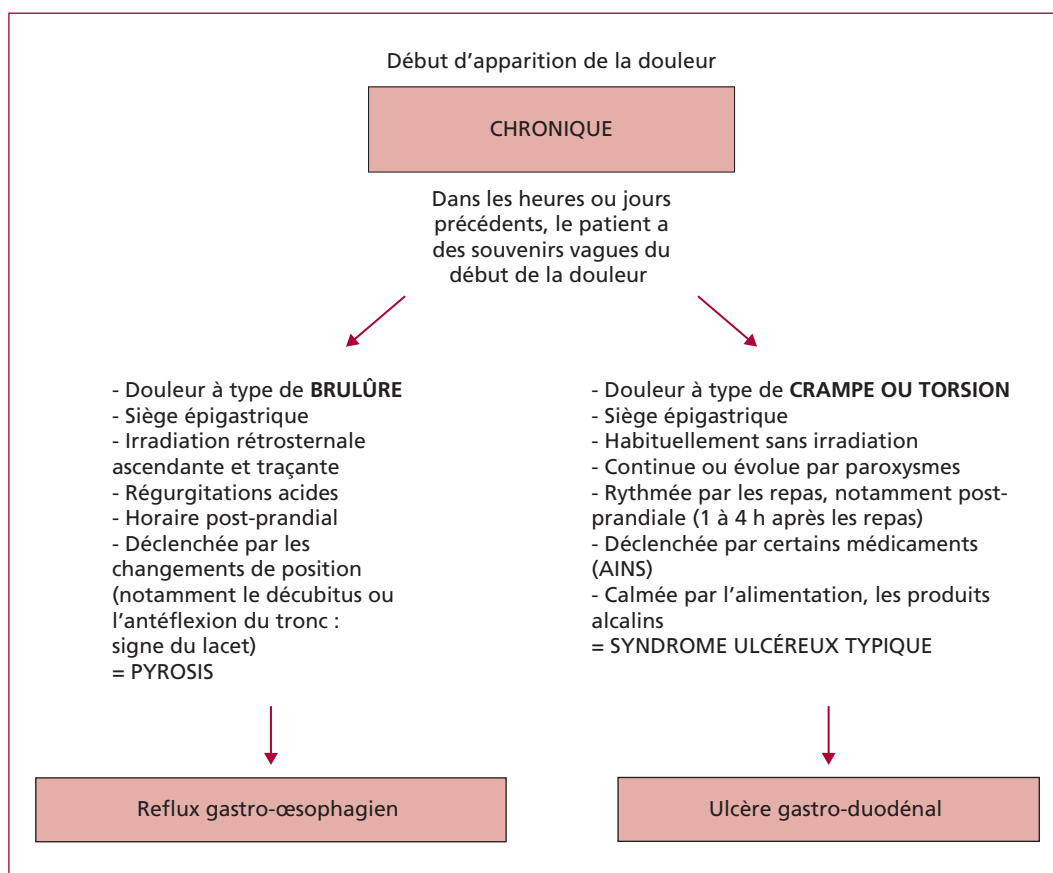 Début d’apparition de la douleur
CHRONIQUE
Dans les heures ou jours
précédents, le patient a
des souvenirs vagues du
début de la douleur
- Douleur à type de BRULÛRE
- Siège épigastrique
- Irradiation rétrosternale
ascendante et traçante
- Régurgitations acides
- Horaire post-prandial
- Déclenchée par les
changements de position
(notamment le décubitus ou
l’antéflexion du tronc :
signe du lacet)
= PYROSIS
- Douleur à type de CRAMPE OU TORSION
- Siège épigastrique
- Habituellement sans irradiation
- Continue ou évolue par paroxysmes
- Rythmée par les repas, notamment post-
prandiale (1 à 4 h après les repas)
- Déclenchée par certains médicaments
(AINS)
- Calmée par l’alimentation, les produits
alcalins
= SYNDROME ULCÉREUX TYPIQUE
Reflux gastro-œsophagien
Ulcère gastro-duodénal